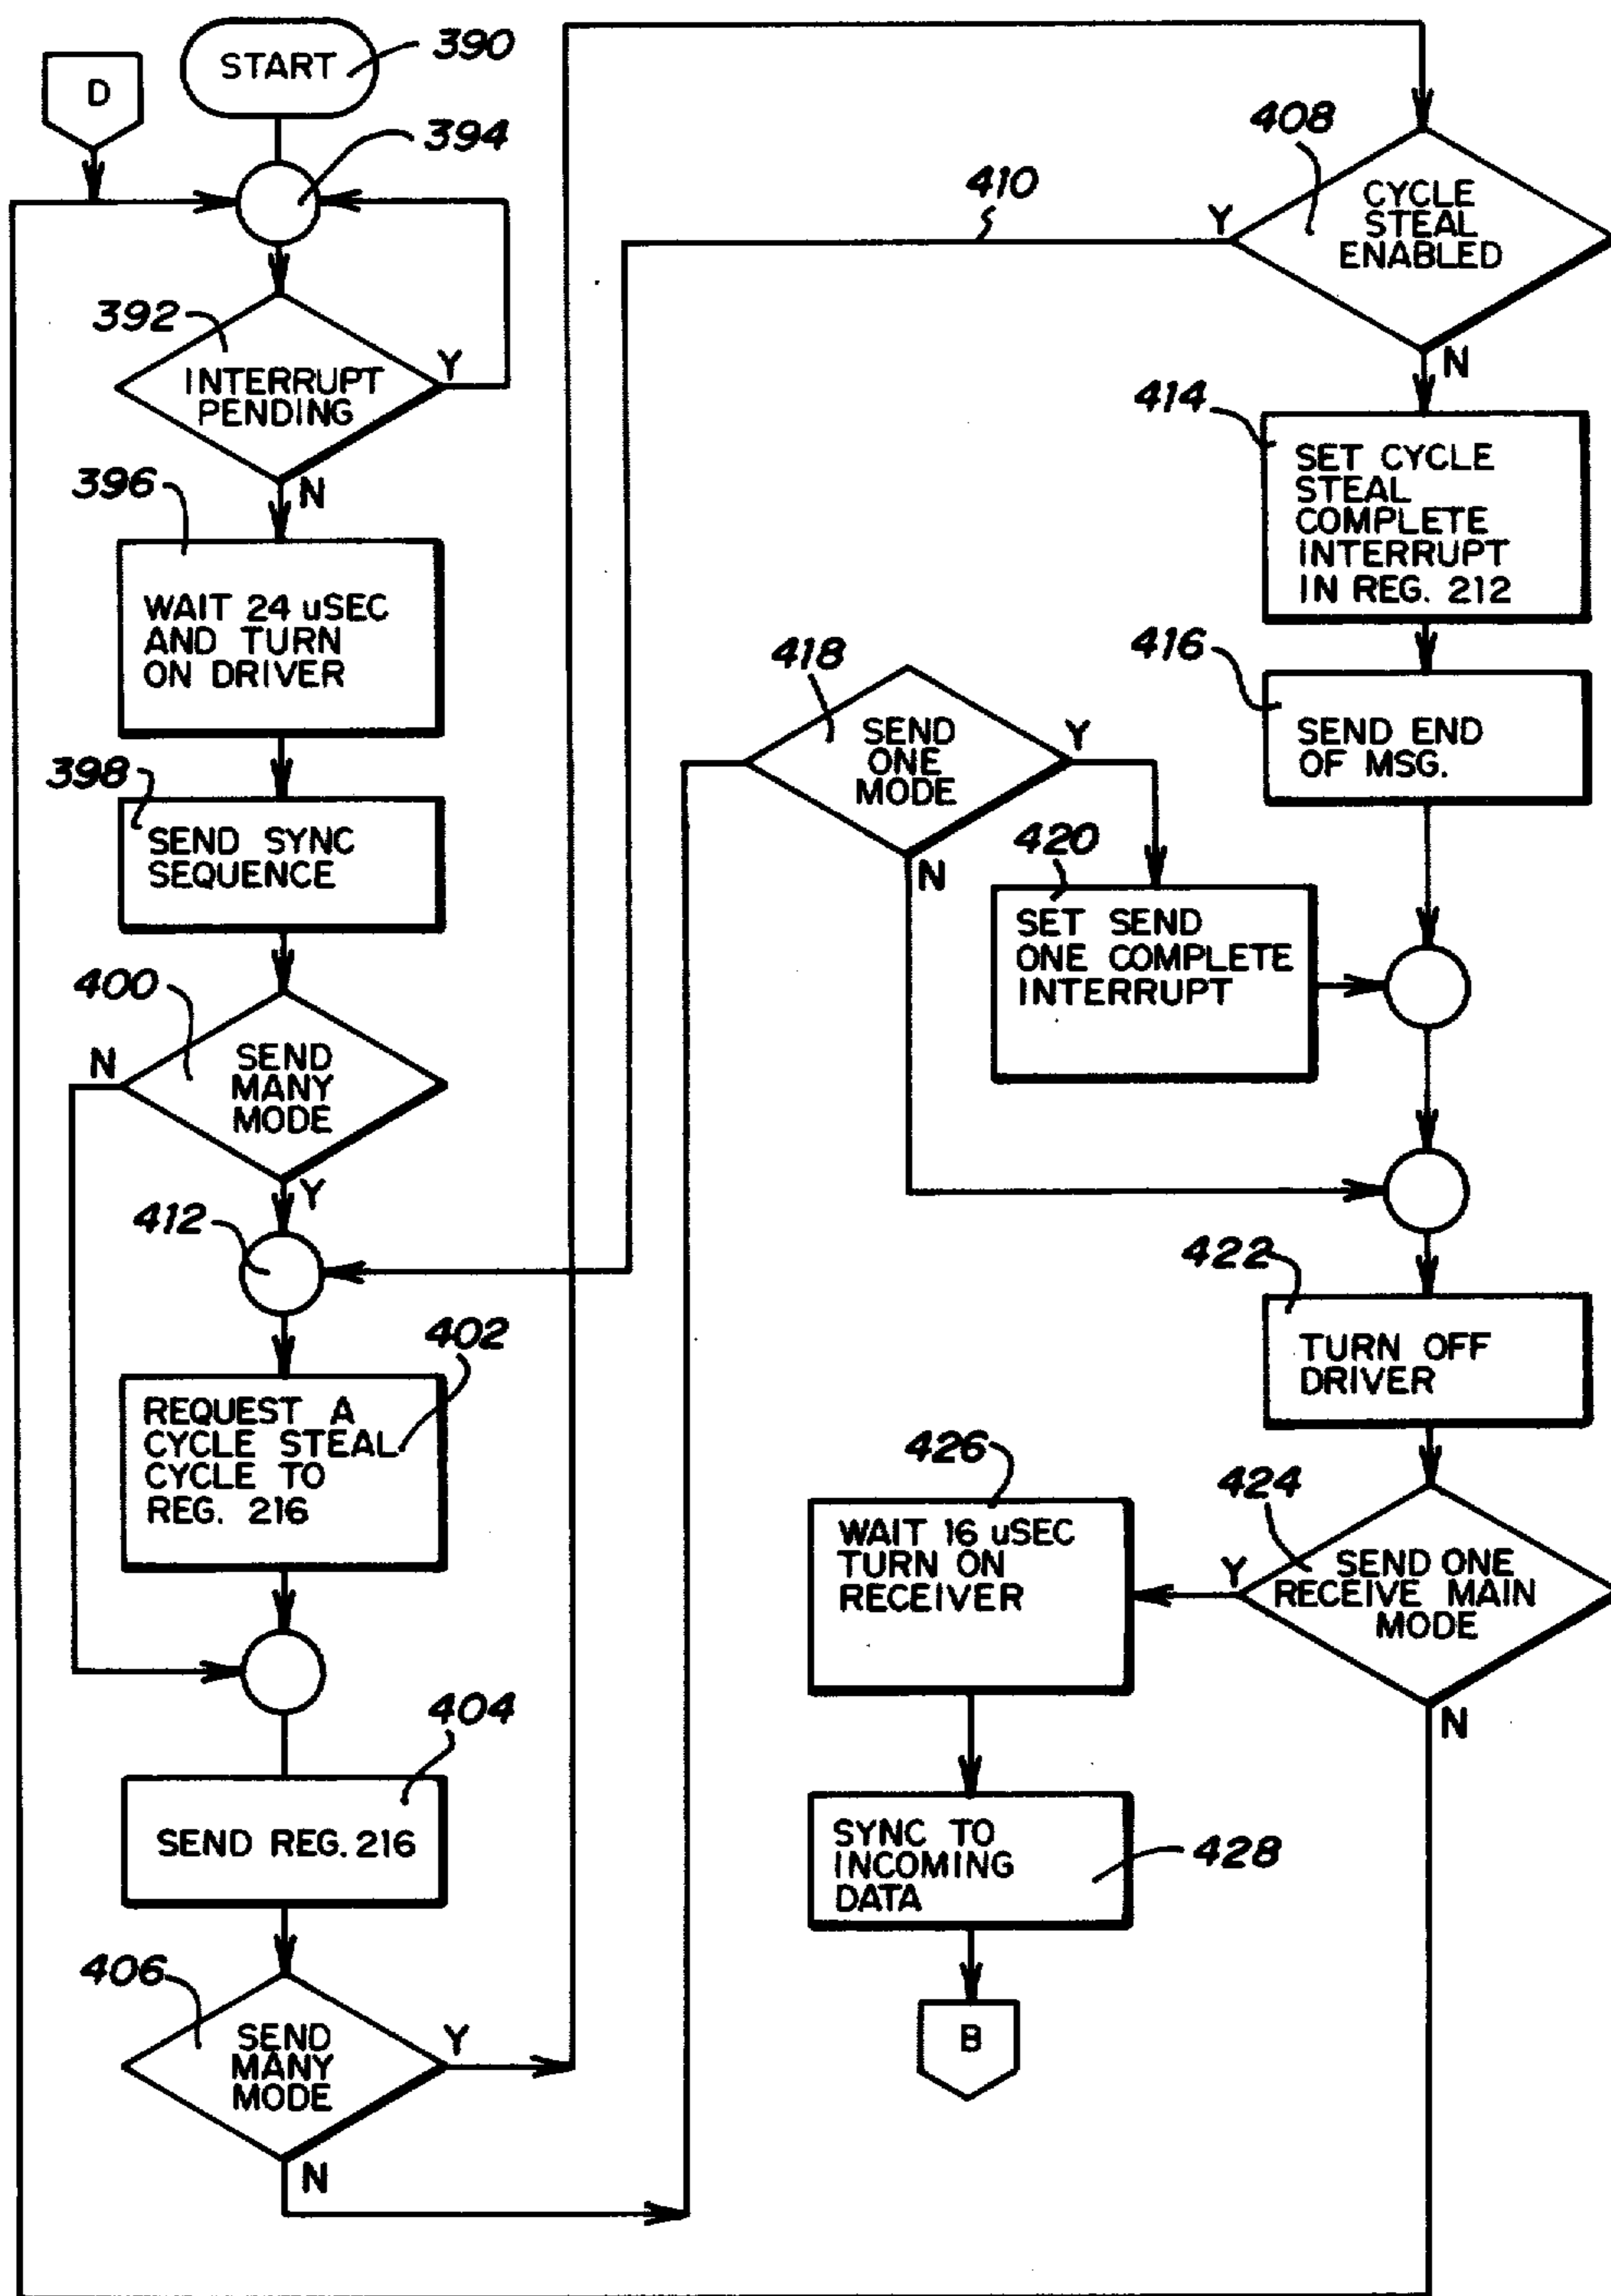 D
START
390
394
392
INTERRUPT
PENDING
Y
N
396
WAIT 24 uSEC
AND TURN
ON DRIVER
398
SEND SYNC
SEQUENCE
400
N
SEND
MANY
MODE
Y
412
402
REQUEST A
CYCLE STEAL
CYCLE TO
REG. 216
404
SEND REG. 216
406
SEND
MANY
MODE
Y
N
408
410
Y
CYCLE
STEAL
ENABLED
N
414
SET CYCLE
STEAL
COMPLETE
INTERRUPT
IN REG. 212
416
SEND END
OF MSG.
418
SEND
ONE
MODE
Y
N
420
SET SEND
ONE COMPLETE
INTERRUPT
422
TURN OFF
DRIVER
424
Y
SEND ONE
RECEIVE MAIN
MODE
N
426
WAIT 16 uSEC
TURN ON
RECEIVER
SYNC TO
INCOMING
DATA
428
B